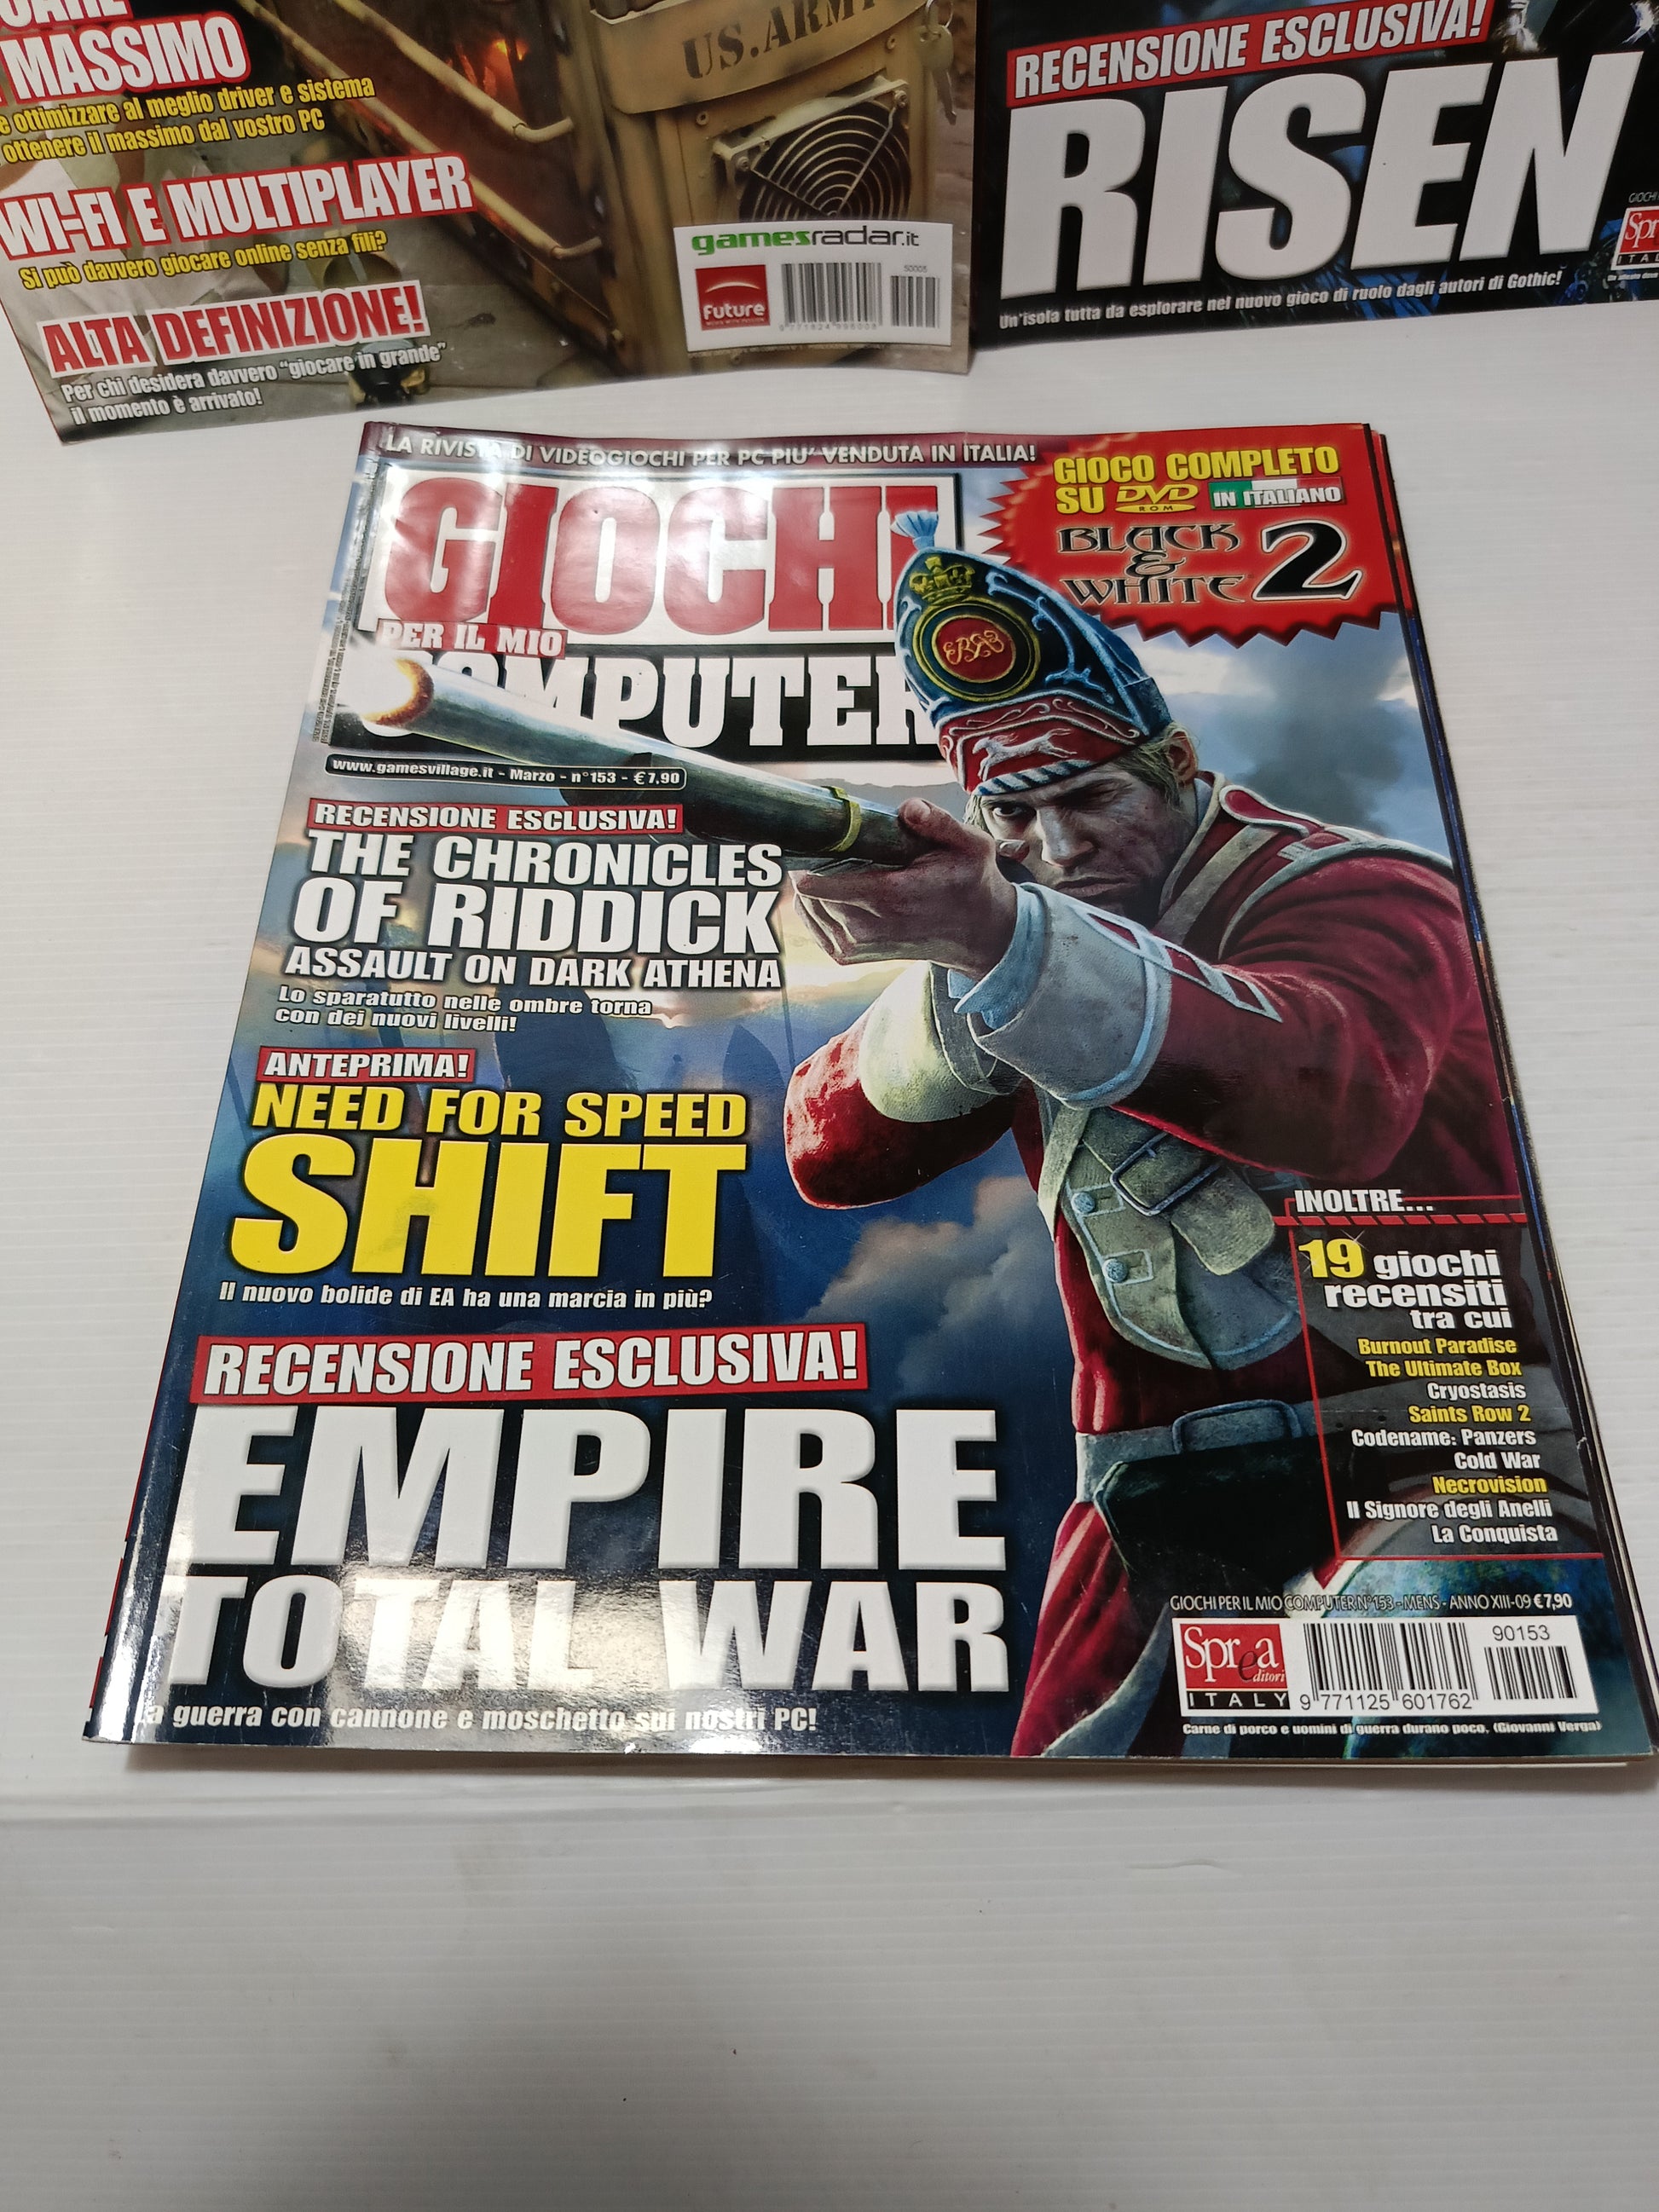 MASSIMO
ottimizzare al meglio driver e sistema
ottenere il massimo dal vostro PC
WI-FI E MULTIPLAYER
Si può davvero giocare online senza fili?
ALTA DEFINIZIONE!
Per chi desidera davvero "giocare in grande"
il momento è arrivato!
US.ARMY
gamesradar.it
Future
50005
RECENSIONE ESCLUSIVA!
RISEN
Un'isola tutta da esplorare nel nuovo gioco di ruolo dagli autori di Gothic!
LA RIVISTA DI VIDEOGIOCHI PER PC PIU' VENDUTA IN ITALIA!
GIOCHI
PER IL MIO
COMPUTER
www.gamesvillage.it - Marzo - n°153 - € 7,90
GIOCO COMPLETO
SU DVD ROM IN ITALIANO
BLACK
&
WHITE 2
RECENSIONE ESCLUSIVA!
THE CHRONICLES
OF RIDDICK
ASSAULT ON DARK ATHENA
Lo sparatutto nelle ombre torna
con dei nuovi livelli!
ANTEPRIMA!
NEED FOR SPEED
SHIFT
Il nuovo bolide di EA ha una marcia in più?
RECENSIONE ESCLUSIVA!
EMPIRE
TOTAL WAR
guerra con cannone e moschetto sui nostri PC!
INOLTRE...
19 giochi
recensiti
tra cui
Burnout Paradise
The Ultimate Box
Cryostasis
Saints Row 2
Codename: Panzers
Cold War
Necrovision
Il Signore degli Anelli
La Conquista
GIOCHI PER IL MIO COMPUTER N°153 - MENS - ANNO XIII-09 € 7,90
Sprea
editori
ITALY
90153
9 771125 601762
Carne di porco e uomini di guerra durano poco. (Giovanni Verga)